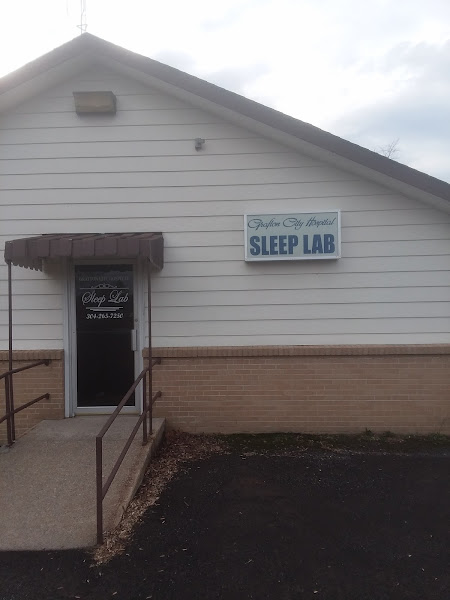 Grafton City Hospital
SLEEP LAB
Sleep Lab
304-265-7250